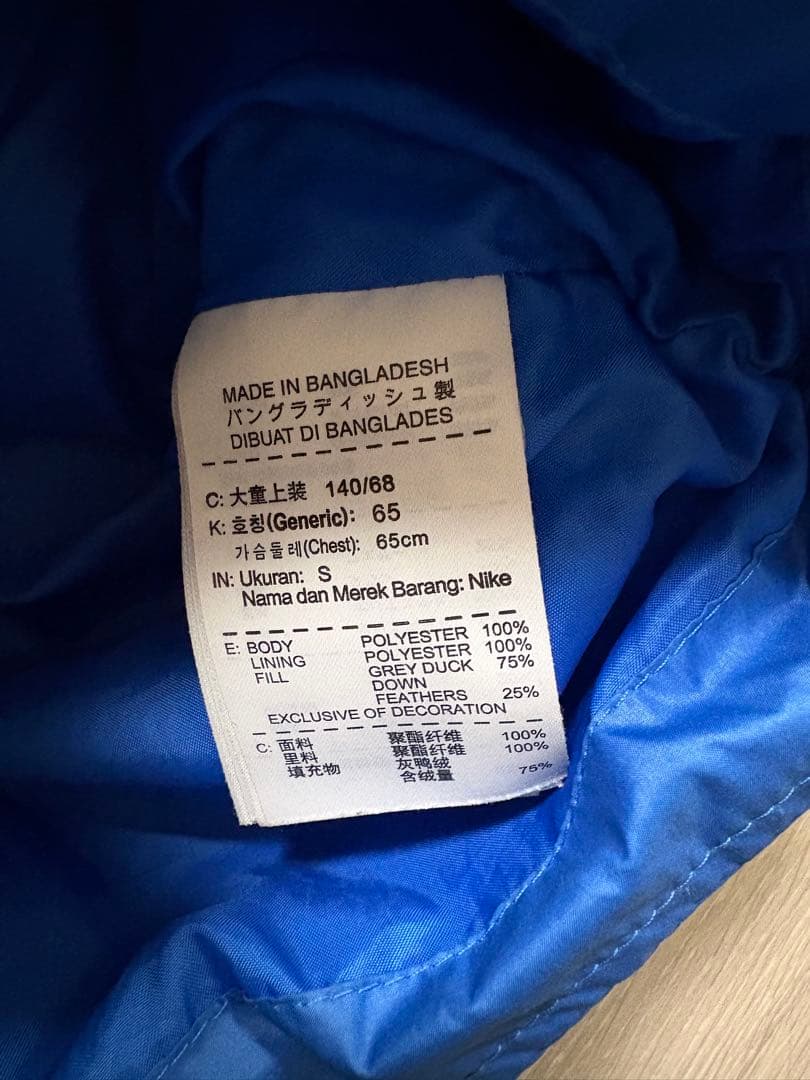 MADE IN BANGLADESH
バングラディッシュ製
DIBUAT DI BANGLADES
C: 大童上装 140/68
K: 호칭(Generic): 65
가슴둘레(Chest): 65cm
IN: Ukuran: S
Nama dan Merek Barang: Nike
E: BODY POLYESTER 100%
LINING POLYESTER 100%
FILL GREY DUCK 75%
DOWN
FEATHERS 25%
EXCLUSIVE OF DECORATION
C: 面料 聚酯纤维 100%
里料 聚酯纤维 100%
填充物 灰鸭绒
含绒量 75%